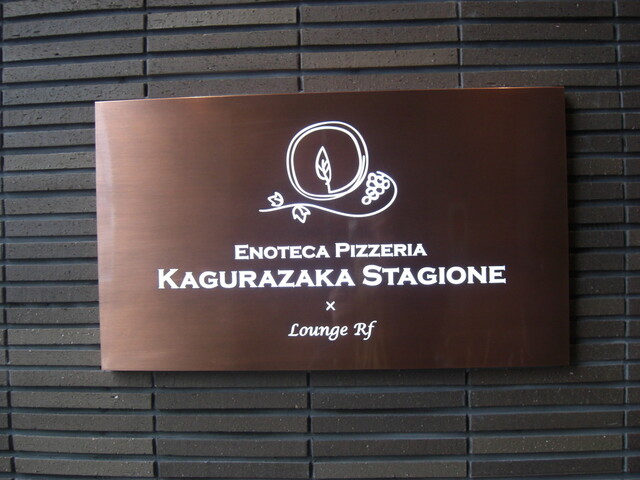 Enoteca Pizzeria
Kagurazaka Stagione
×
Lounge Rf